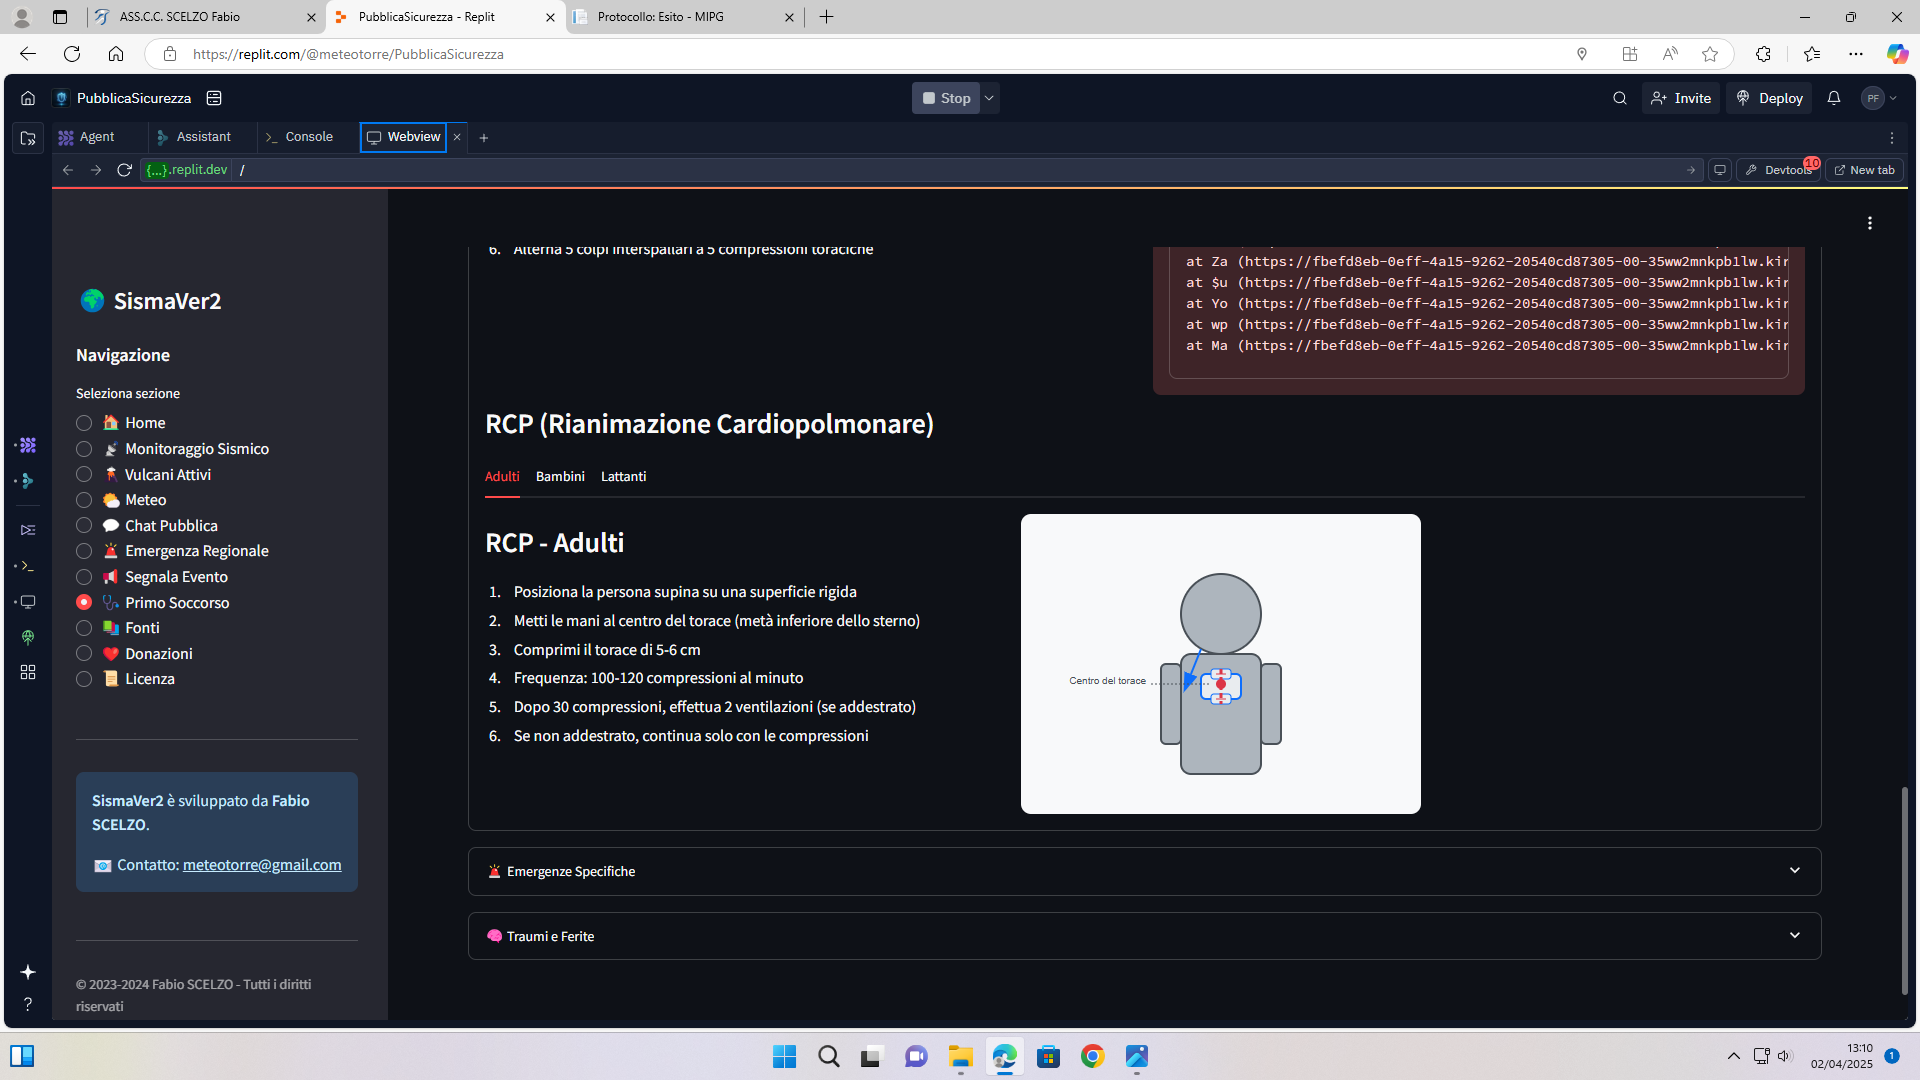 ASS.C.C. SCELZO Fabio
PubblicaSicurezza - Replit
Protocollo: Esito - MIPG
https://replit.com/@meteotorre/PubblicaSicurezza
PubblicaSicurezza
Stop
Invite
Deploy
PF
Agent
Assistant
Console
Webview
{...}.replit.dev /
Devtools
10
New tab
SismaVer2
Navigazione
Seleziona sezione
Home
Monitoraggio Sismico
Vulcani Attivi
Meteo
Chat Pubblica
Emergenza Regionale
Segnala Evento
Primo Soccorso
Fonti
Donazioni
Licenza
SismaVer2 è sviluppato da Fabio
SCELZO.
Contatto: meteotorre@gmail.com
© 2023-2024 Fabio SCELZO - Tutti i diritti
riservati
6. Alterna 5 colpi interspallari a 5 compressioni toraciche
at Za (https://fbefd8eb-0eff-4a15-9262-20540cd87305-00-35ww2mnkpb1lw.kir
at $u (https://fbefd8eb-0eff-4a15-9262-20540cd87305-00-35ww2mnkpb1lw.kir
at Yo (https://fbefd8eb-0eff-4a15-9262-20540cd87305-00-35ww2mnkpb1lw.kir
at wp (https://fbefd8eb-0eff-4a15-9262-20540cd87305-00-35ww2mnkpb1lw.kir
at Ma (https://fbefd8eb-0eff-4a15-9262-20540cd87305-00-35ww2mnkpb1lw.kir
RCP (Rianimazione Cardiopolmonare)
Adulti
Bambini
Lattanti
RCP - Adulti
1. Posiziona la persona supina su una superficie rigida
2. Metti le mani al centro del torace (metà inferiore dello sterno)
3. Comprimi il torace di 5-6 cm
4. Frequenza: 100-120 compressioni al minuto
5. Dopo 30 compressioni, effettua 2 ventilazioni (se addestrato)
6. Se non addestrato, continua solo con le compressioni
Centro del torace
Emergenze Specifiche
Traumi e Ferite
13:10
02/04/2025
1